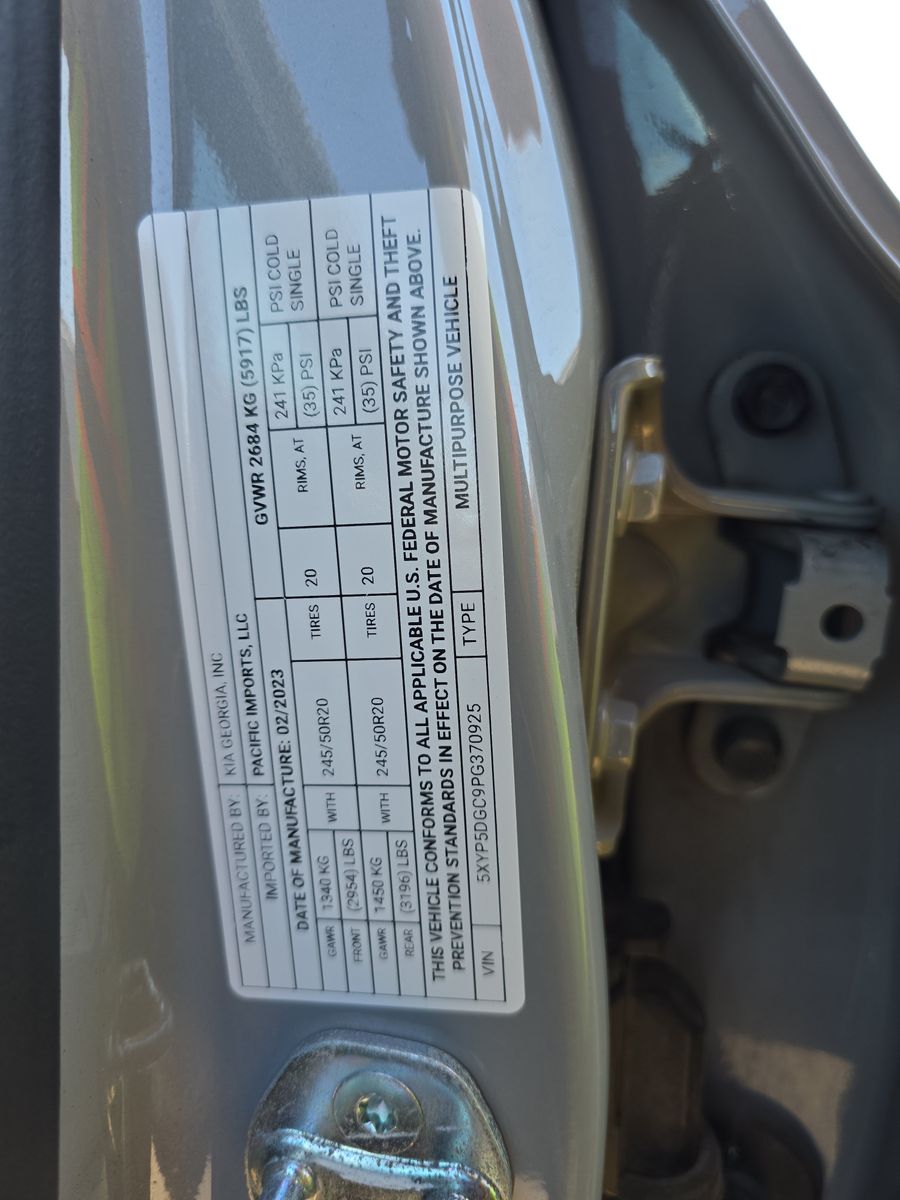 MANUFACTURED BY: KIA GEORGIA, INC
IMPORTED BY: PACIFIC IMPORTS, LLC
DATE OF MANUFACTURE: 02/2023 GVWR 2684 KG (5917) LBS
GAWR 1340 KG WITH 245/50R20 TIRES 20 RIMS, AT 241 KPa PSI COLD
FRONT (2954) LBS (35) PSI SINGLE
GAWR 1450 KG WITH 245/50R20 TIRES 20 RIMS, AT 241 KPa PSI COLD
REAR (3196) LBS (35) PSI SINGLE
THIS VEHICLE CONFORMS TO ALL APPLICABLE U.S. FEDERAL MOTOR SAFETY AND THEFT
PREVENTION STANDARDS IN EFFECT ON THE DATE OF MANUFACTURE SHOWN ABOVE.
VIN 5XYP5DGC9PG370925 TYPE MULTIPURPOSE VEHICLE